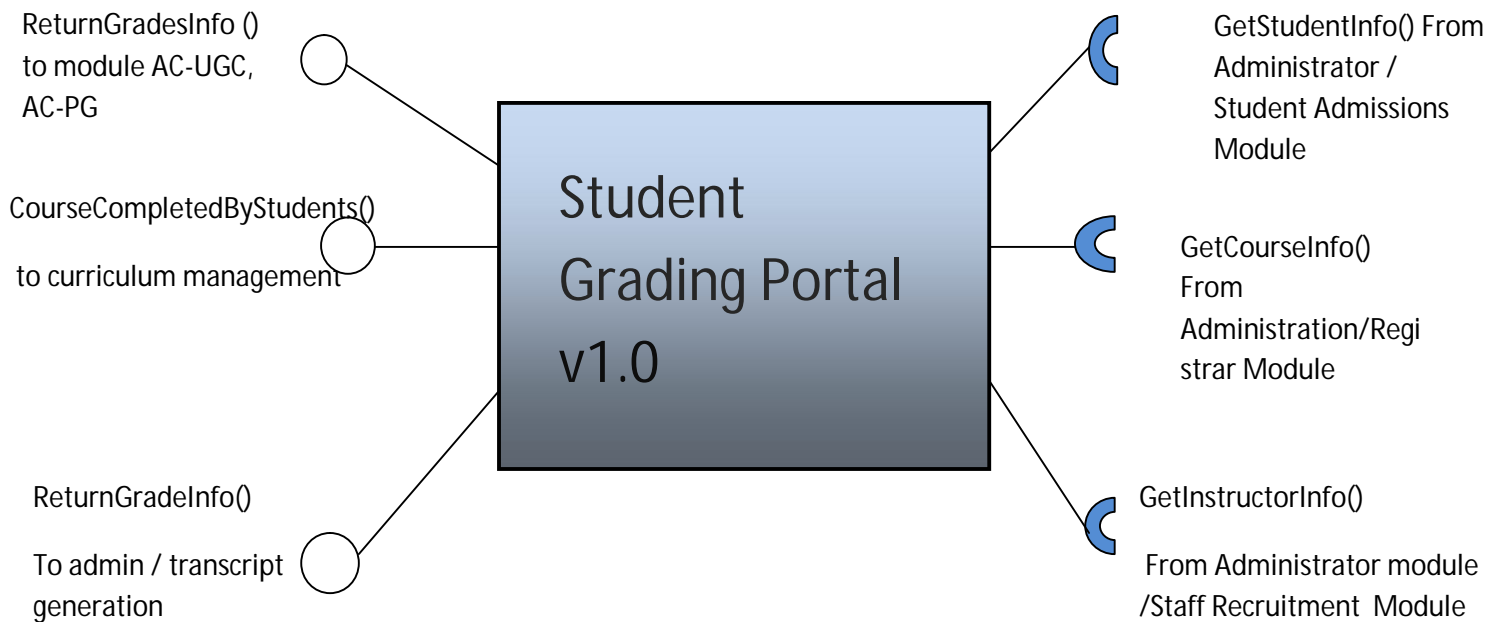 ReturnGradesInfo ()
to module AC-UGC,
AC-PG
CourseCompletedByStudents()
to curriculum management
ReturnGradeInfo()
To admin / transcript
generation
Student
Grading Portal
v1.0
GetStudentInfo() From
Administrator /
Student Admissions
Module
GetCourseInfo()
From
Administration/Regi
strar Module
GetInstructorInfo()
From Administrator module
/Staff Recruitment Module